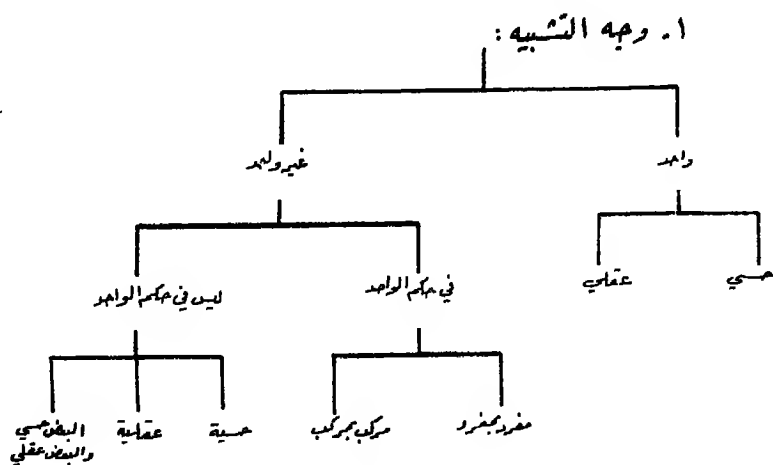 ١. وجه التشبيه :
واحد
غير واحد
حسي
عقلي
في حكم الواحد
ليس في حكم الواحد
مفرد بمفرد
مركب بمركب
حسية
عقلية
البعض حسي
والبعض عقلي